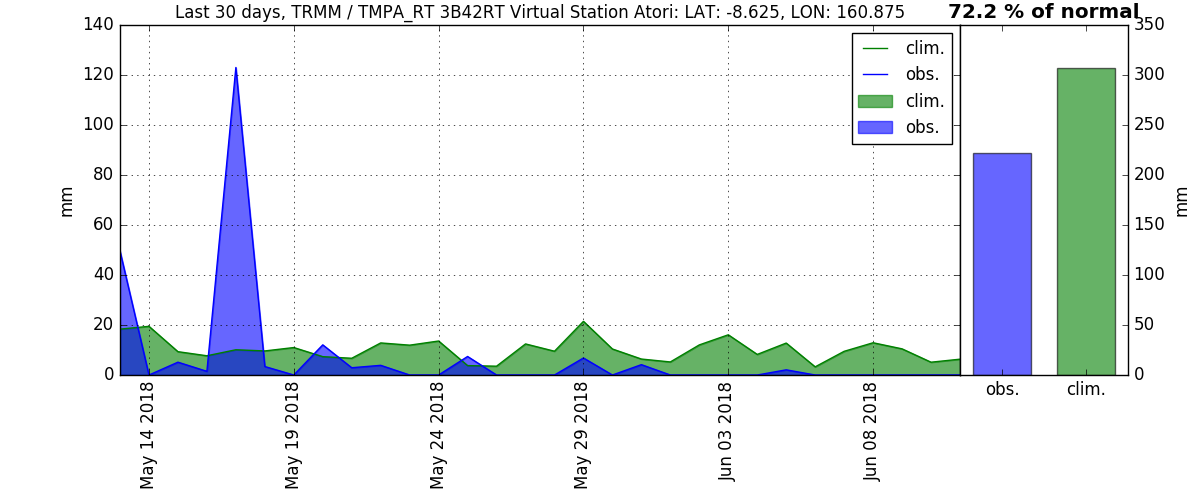 Last 30 days, TRMM / TMPA_RT 3B42RT Virtual Station Atori: LAT: -8.625, LON: 160.875
72.2 % of normal
140
120
100
80
60
40
20
0
mm
clim.
obs.
clim.
obs.
May 14 2018
May 19 2018
May 24 2018
May 29 2018
Jun 03 2018
Jun 08 2018
350
300
250
200
150
100
50
0
mm
obs.
clim.